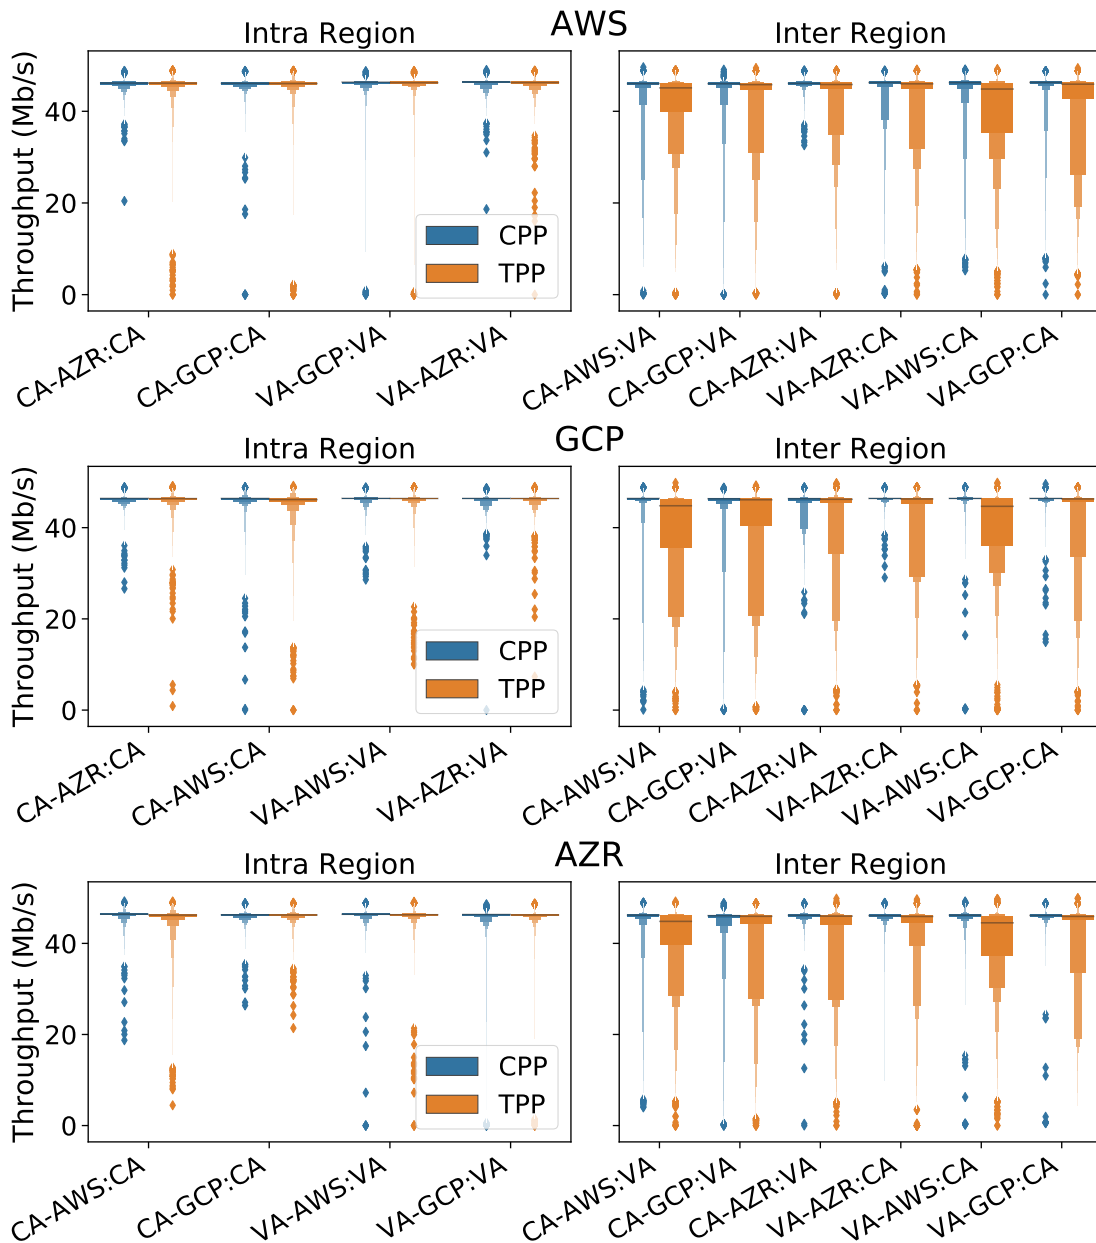 AWS
Intra Region
Inter Region
Throughput (Mb/s)
40
20
0
CPP
TPP
CA-AZR:CA
CA-GCP:CA
VA-GCP:VA
VA-AZR:VA
CA-AWS:VA
CA-GCP:VA
CA-AZR:VA
VA-AZR:CA
VA-AWS:CA
VA-GCP:CA
GCP
Intra Region
Inter Region
Throughput (Mb/s)
40
20
0
CPP
TPP
CA-AZR:CA
CA-AWS:CA
VA-AWS:VA
VA-AZR:VA
CA-AWS:VA
CA-GCP:VA
CA-AZR:VA
VA-AZR:CA
VA-AWS:CA
VA-GCP:CA
AZR
Intra Region
Inter Region
Throughput (Mb/s)
40
20
0
CPP
TPP
CA-AWS:CA
CA-GCP:CA
VA-AWS:VA
VA-GCP:VA
CA-AWS:VA
CA-GCP:VA
CA-AZR:VA
VA-AZR:CA
VA-AWS:CA
VA-GCP:CA